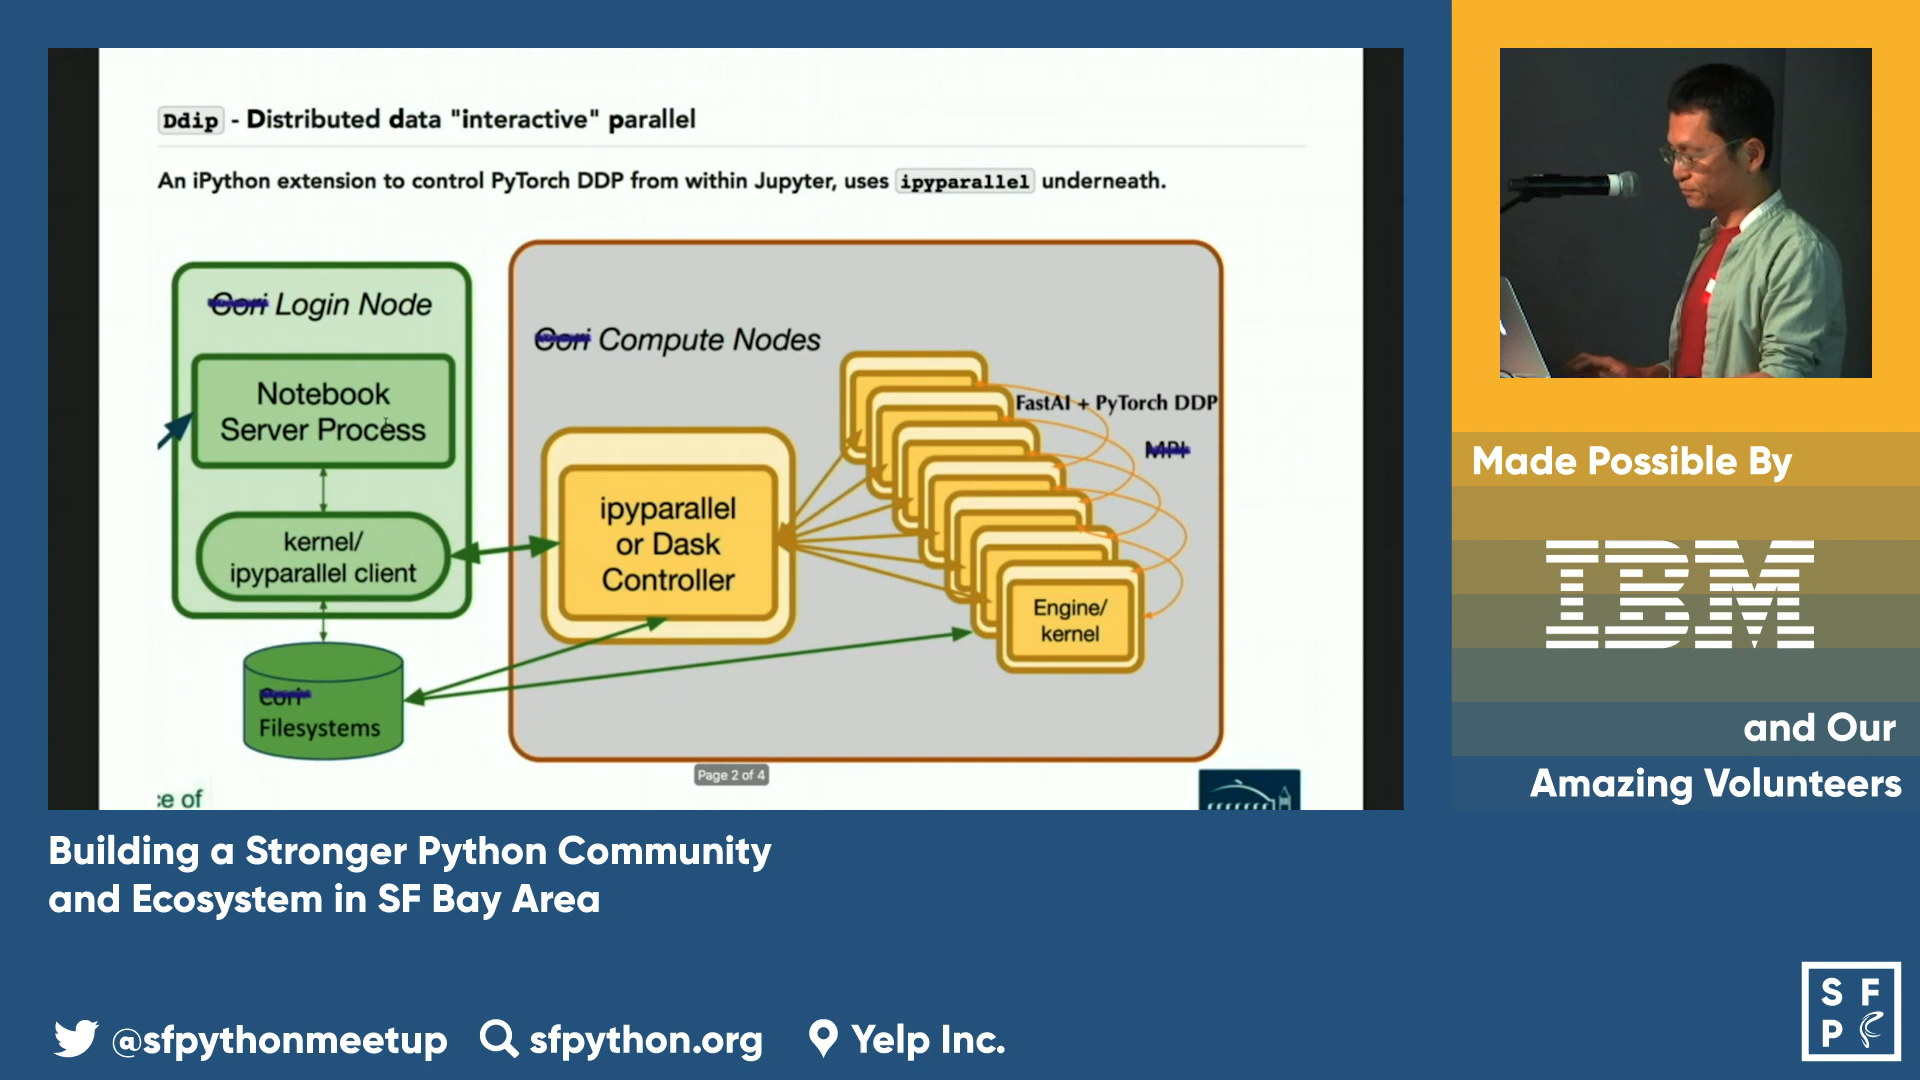 Ddip - Distributed data "interactive" parallel
An iPython extension to control PyTorch DDP from within Jupyter, uses ipyparallel underneath.
Cori Login Node
Notebook
Server Process
kernel/
ipyparallel client
Cori
Filesystems
Cori Compute Nodes
ipyparallel
or Dask
Controller
FastAI + PyTorch DDP
MPI
Engine/
kernel
Page 2 of 4
ce of
Made Possible By
IBM
and Our
Amazing Volunteers
Building a Stronger Python Community
and Ecosystem in SF Bay Area
@sfpythonmeetup
sfpython.org
Yelp Inc.
S F
P